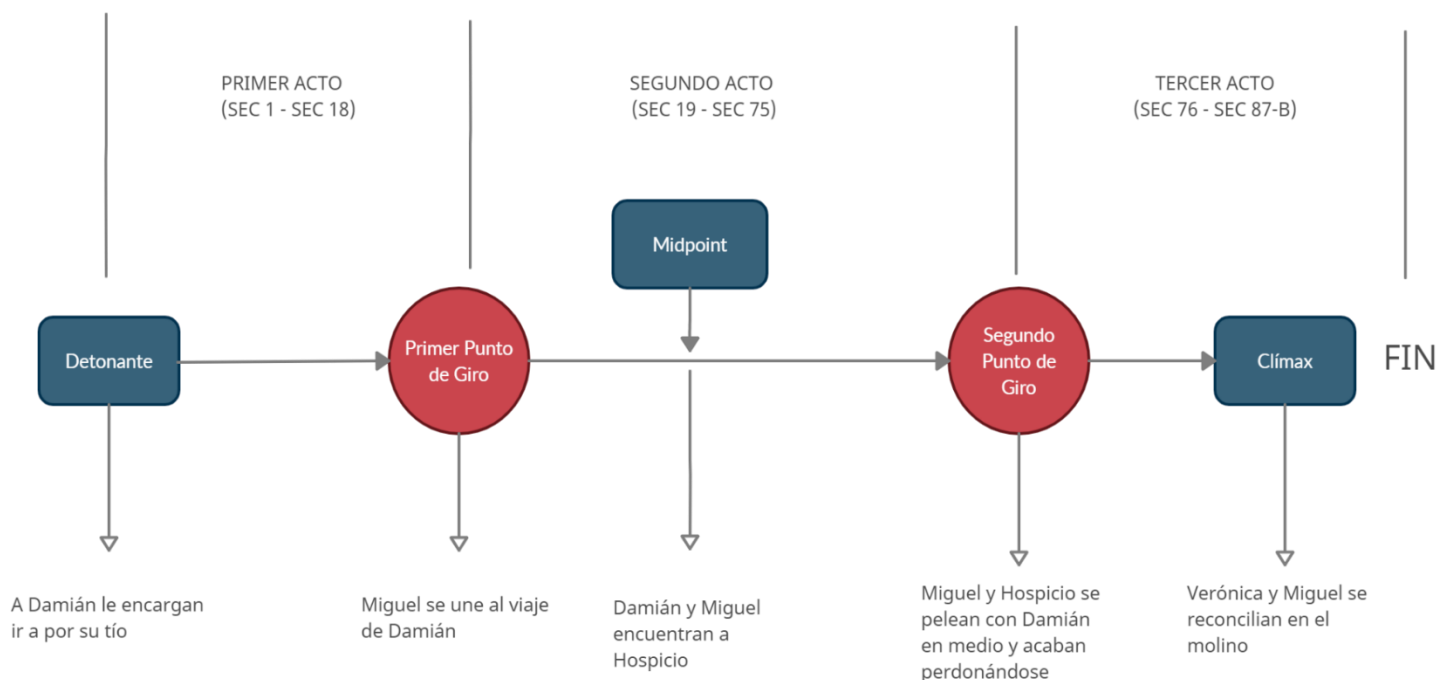 PRIMER ACTO
(SEC 1 - SEC 18)
SEGUNDO ACTO
(SEC 19 - SEC 75)
TERCER ACTO
(SEC 76 - SEC 87-B)
Midpoint
Detonante
Primer Punto
de Giro
Segundo
Punto de
Giro
Clímax
FIN
A Damián le encargan
ir a por su tío
Miguel se une al viaje
de Damián
Damián y Miguel
encuentran a
Hospicio
Miguel y Hospicio se
pelean con Damián
en medio y acaban
perdonándose
Verónica y Miguel se
reconcilian en el
molino